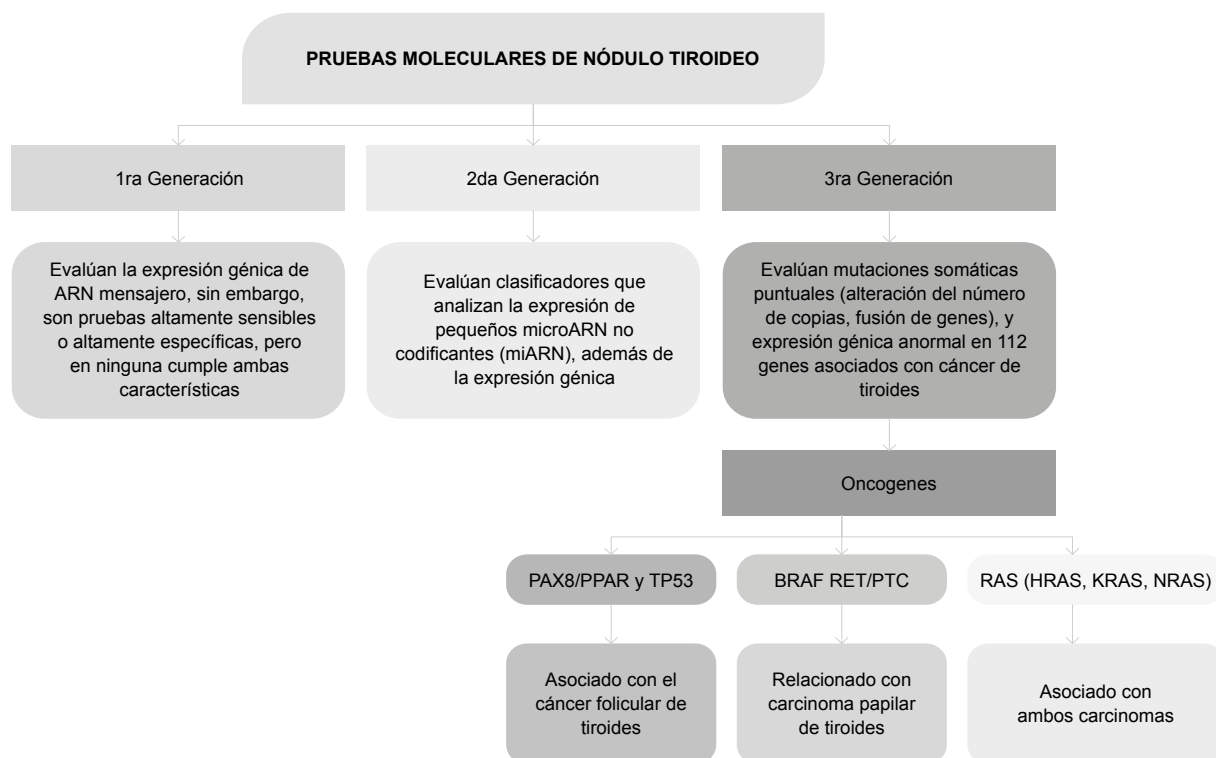 PRUEBAS MOLECULARES DE NÓDULO TIROIDEO
1ra Generación
2da Generación
3ra Generación
Evalúan la expresión génica de
ARN mensajero, sin embargo,
son pruebas altamente sensibles
o altamente específicas, pero
en ninguna cumple ambas
características
Evalúan clasificadores que
analizan la expresión de
pequeños microARN no
codificantes (miARN), además de
la expresión génica
Evalúan mutaciones somáticas
puntuales (alteración del número
de copias, fusión de genes), y
expresión génica anormal en 112
genes asociados con cáncer de
tiroides
Oncogenes
PAX8/PPAR y TP53
BRAF RET/PTC
RAS (HRAS, KRAS, NRAS)
Asociado con el
cáncer folicular de
tiroides
Relacionado con
carcinoma papilar
de tiroides
Asociado con
ambos carcinomas